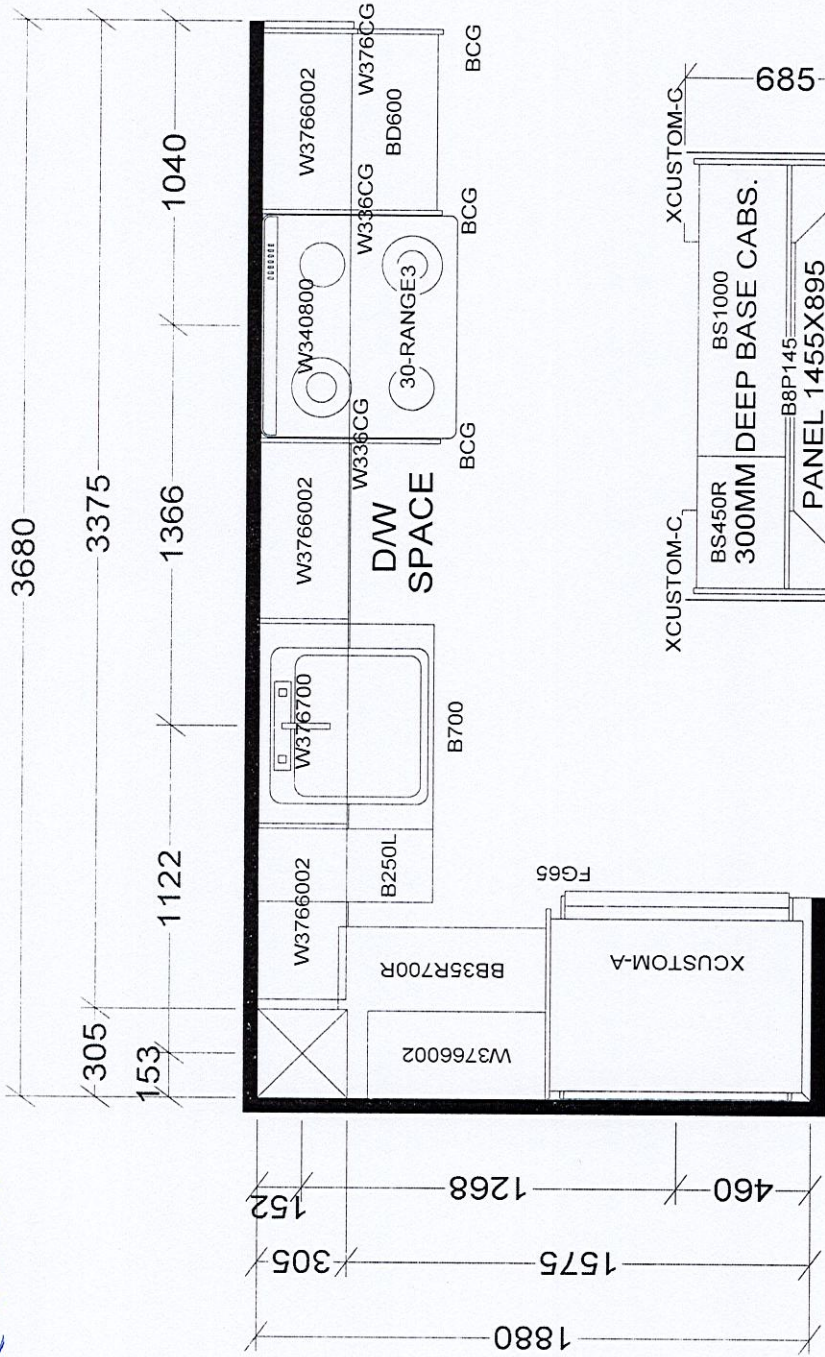 3680
3375
305
1040
1366
1122
153
W3766002
W376CG
BD600
BCG
W340800
W336CG
30-RANGE3
BCG
W3766002
W336CG
BCG
D/W
SPACE
W376700
B700
W3766002
B250L
BB35R700R
W3766002
FG65
XCUSTOM-A
152
1268
460
305
1575
1880
XCUSTOM-C
XCUSTOM-C
685
BS450R
BS1000
300MM DEEP BASE CABS.
B8P145
PANEL 1455X895